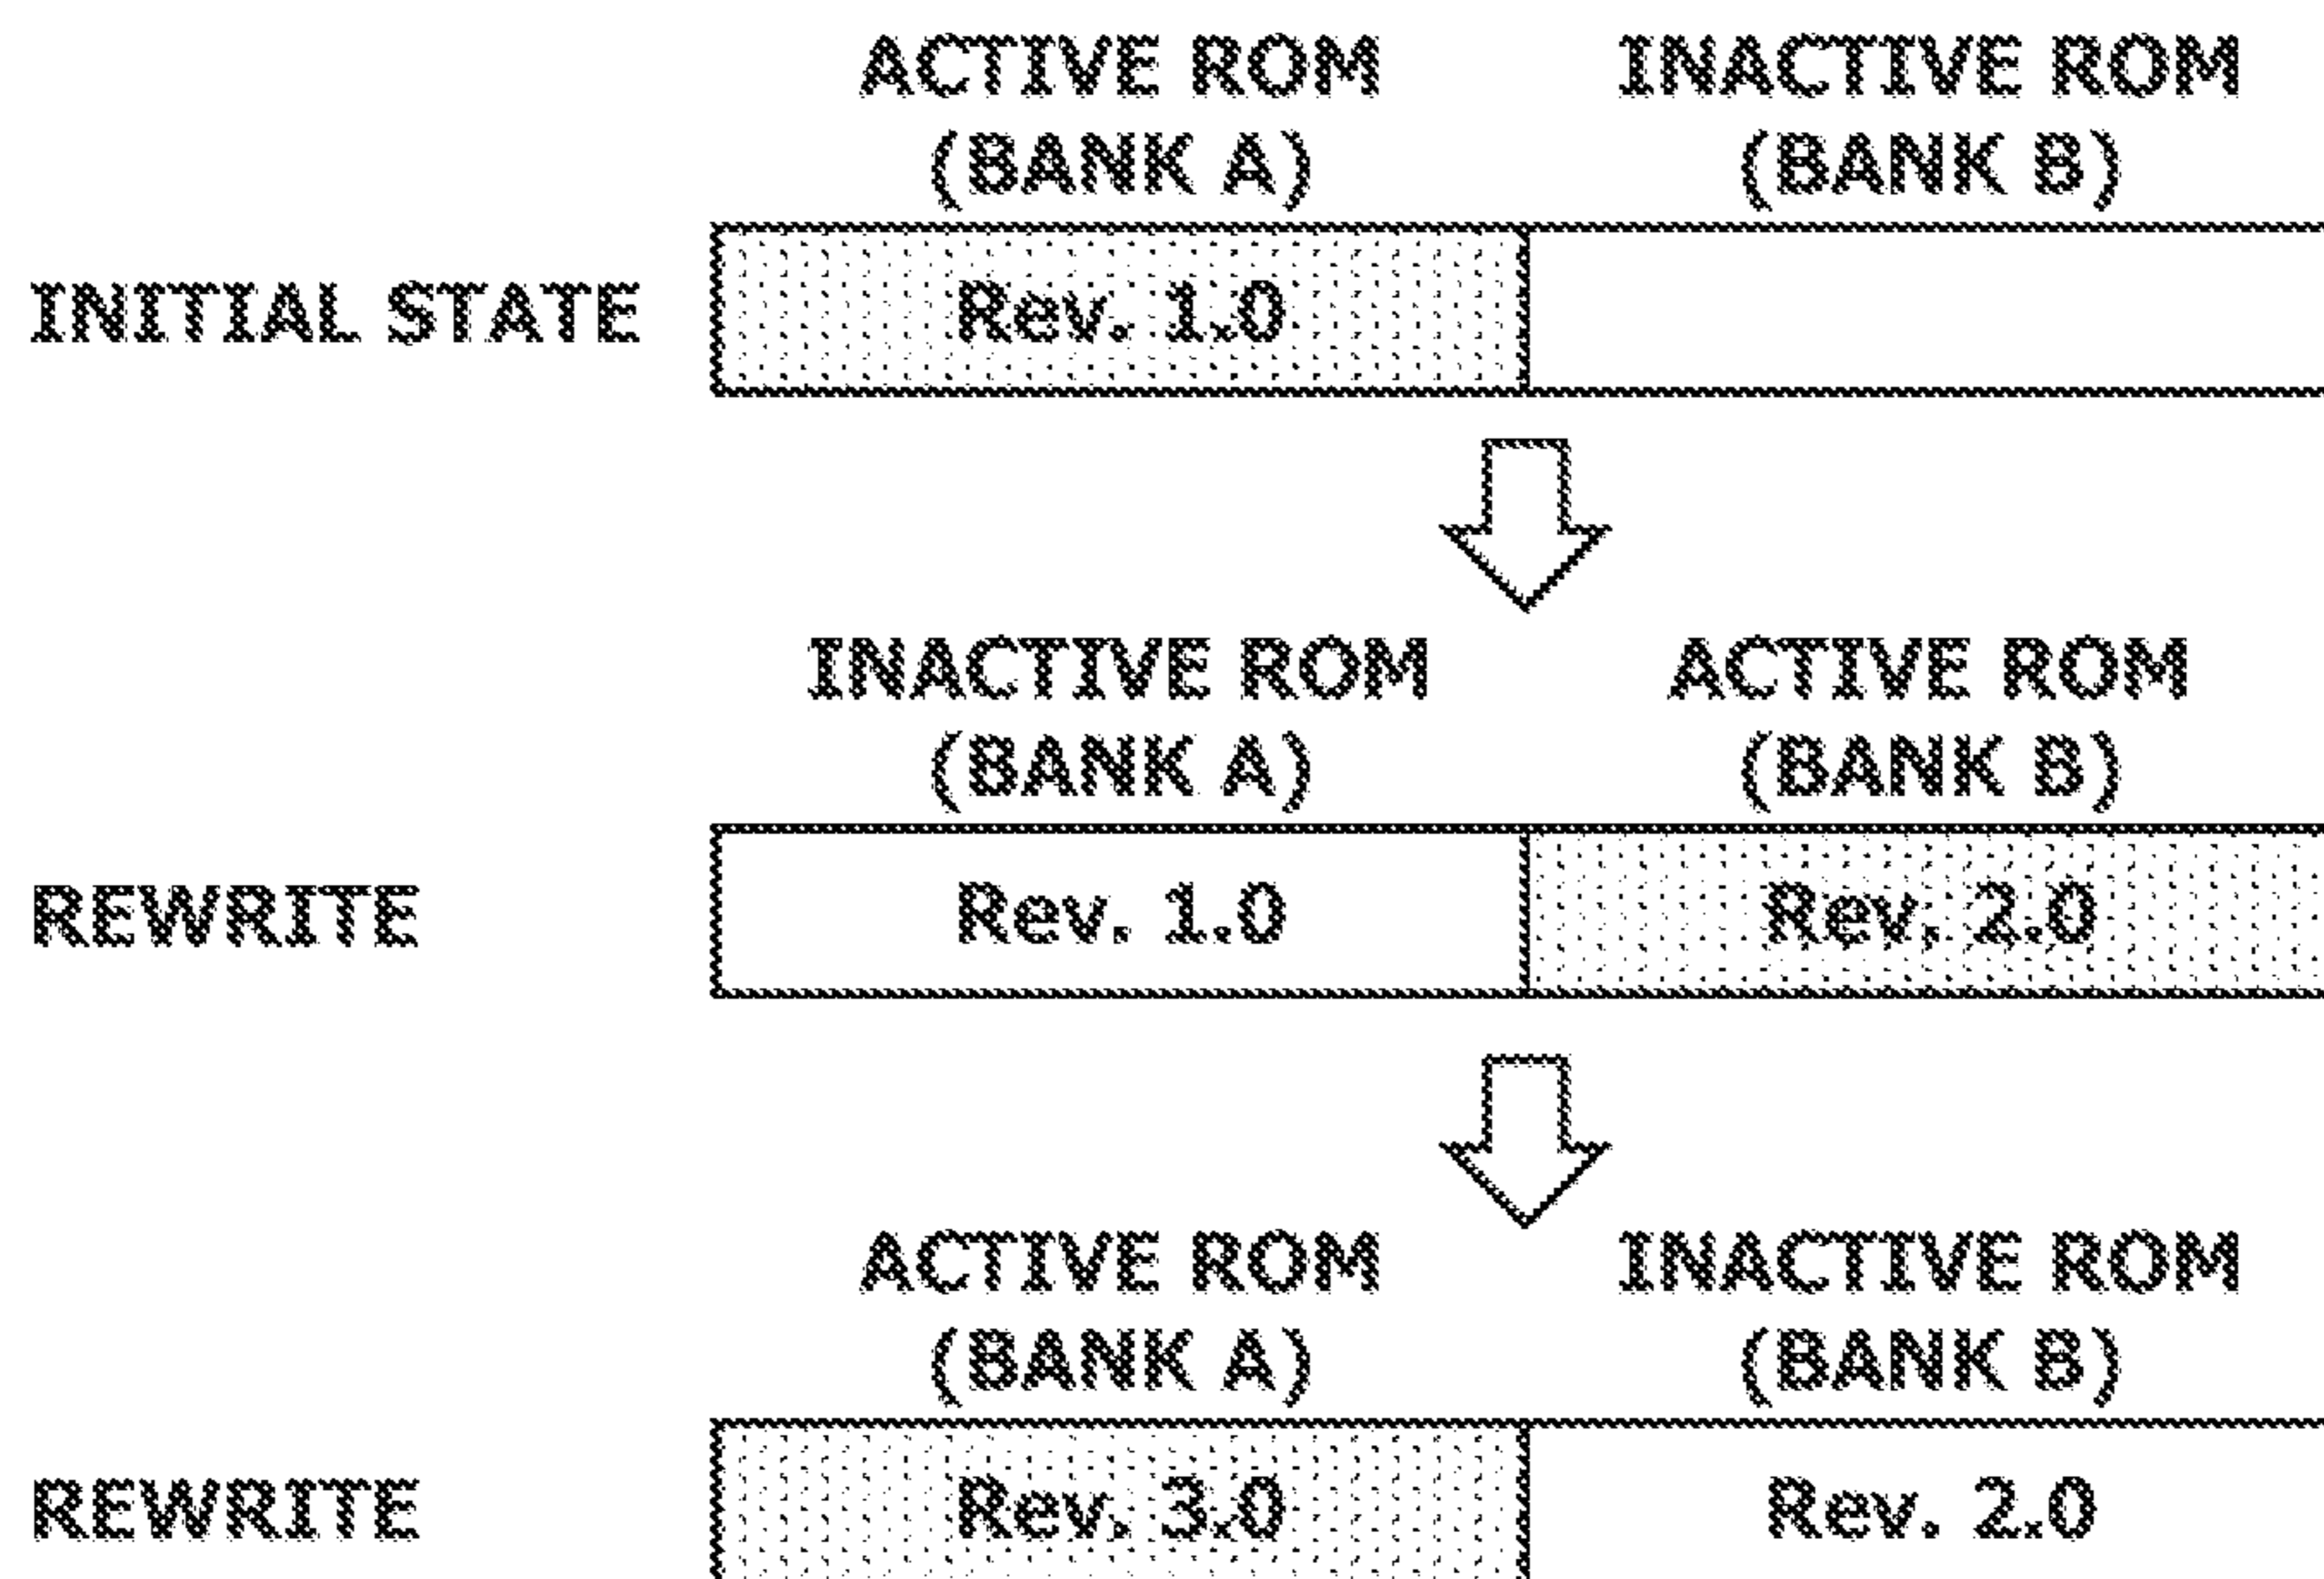 ACTIVE ROM INACTIVE ROM
(BANK A) (BANK B)
INITIAL STATE Rev. 1.0
INACTIVE ROM ACTIVE ROM
(BANK A) (BANK B)
REWRITE Rev. 1.0 Rev. 2.0
ACTIVE ROM INACTIVE ROM
(BANK A) (BANK B)
REWRITE Rev. 3.0 Rev. 2.0